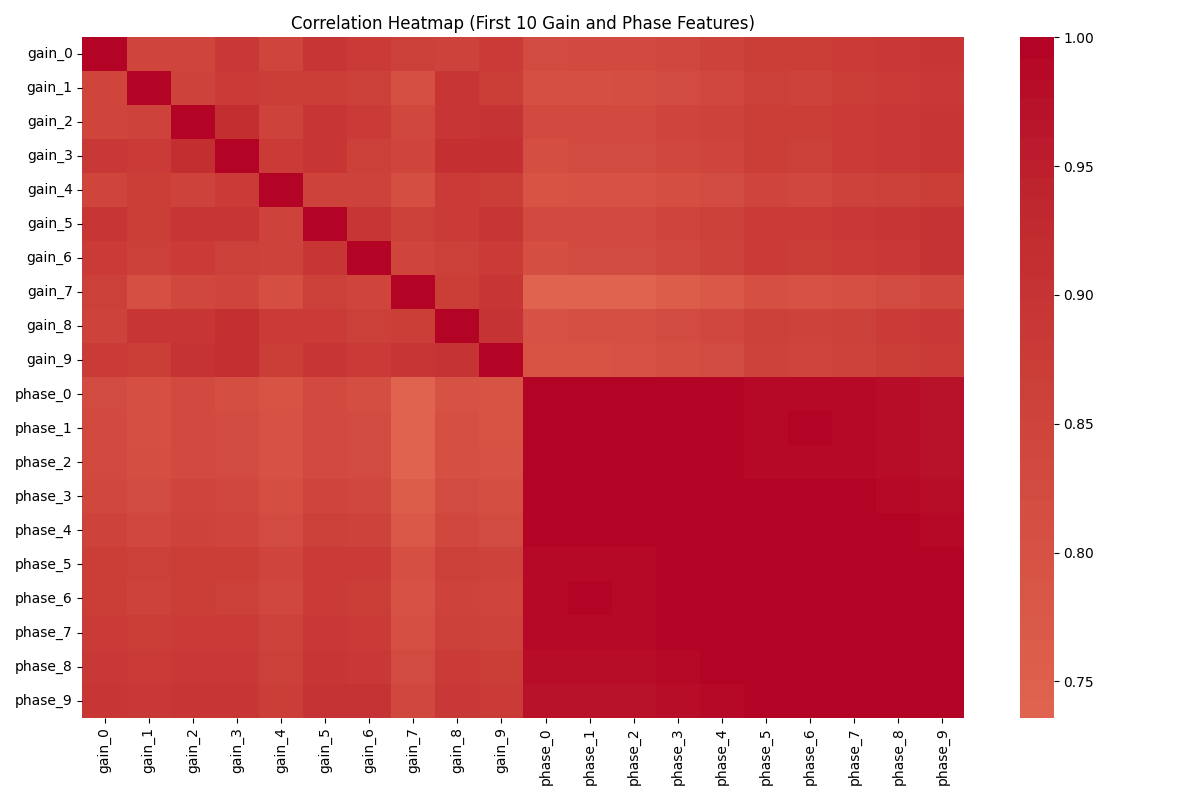 Correlation Heatmap (First 10 Gain and Phase Features)
gain_0
gain_1
gain_2
gain_3
gain_4
gain_5
gain_6
gain_7
gain_8
gain_9
phase_0
phase_1
phase_2
phase_3
phase_4
phase_5
phase_6
phase_7
phase_8
phase_9
gain_0
gain_1
gain_2
gain_3
gain_4
gain_5
gain_6
gain_7
gain_8
gain_9
phase_0
phase_1
phase_2
phase_3
phase_4
phase_5
phase_6
phase_7
phase_8
phase_9
1.00
0.95
0.90
0.85
0.80
0.75